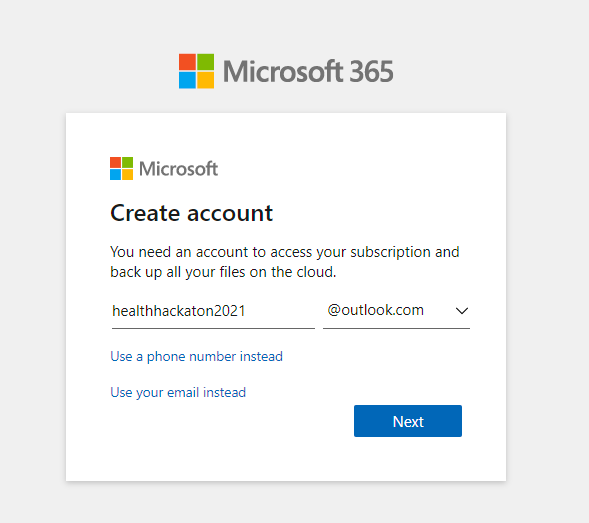 Microsoft 365
Microsoft
Create account
You need an account to access your subscription and
back up all your files on the cloud.
healthhackaton2021 @outlook.com
Use a phone number instead
Use your email instead
Next